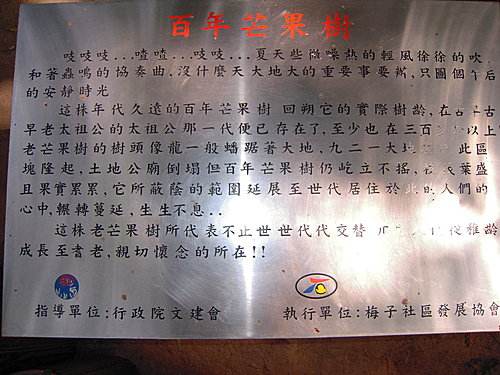 百年芒果樹
吱吱吱...喳喳...吱吱...夏天些微噪熱的輕風徐徐的吹
和著蟲鳴的協奏曲,沒什麼天大地大的重要事要辦,只圖個午后
的安靜時光
這株年代久遠的百年芒果樹 回朔它的實際樹齡,在古早古
早老太祖公的太祖公那一代便已存在了,至少也在三百 以上
老芒果樹的樹頭像龍一般蟠踞著大地,九二一大地 此區
塊隆起,土地公廟倒塌但百年芒果樹仍屹立不搖, 葉盛
且果實累累,它所蔽蔭的範圍延展至世代居住於 的人們的
心中,輾轉蔓延,生生不息..
這株老芒果樹所代表不止世世代代交替 從稚齡
成長至耆老,親切懷念的所在!!
指導單位:行政院文建會 執行單位:梅子社區發展協會